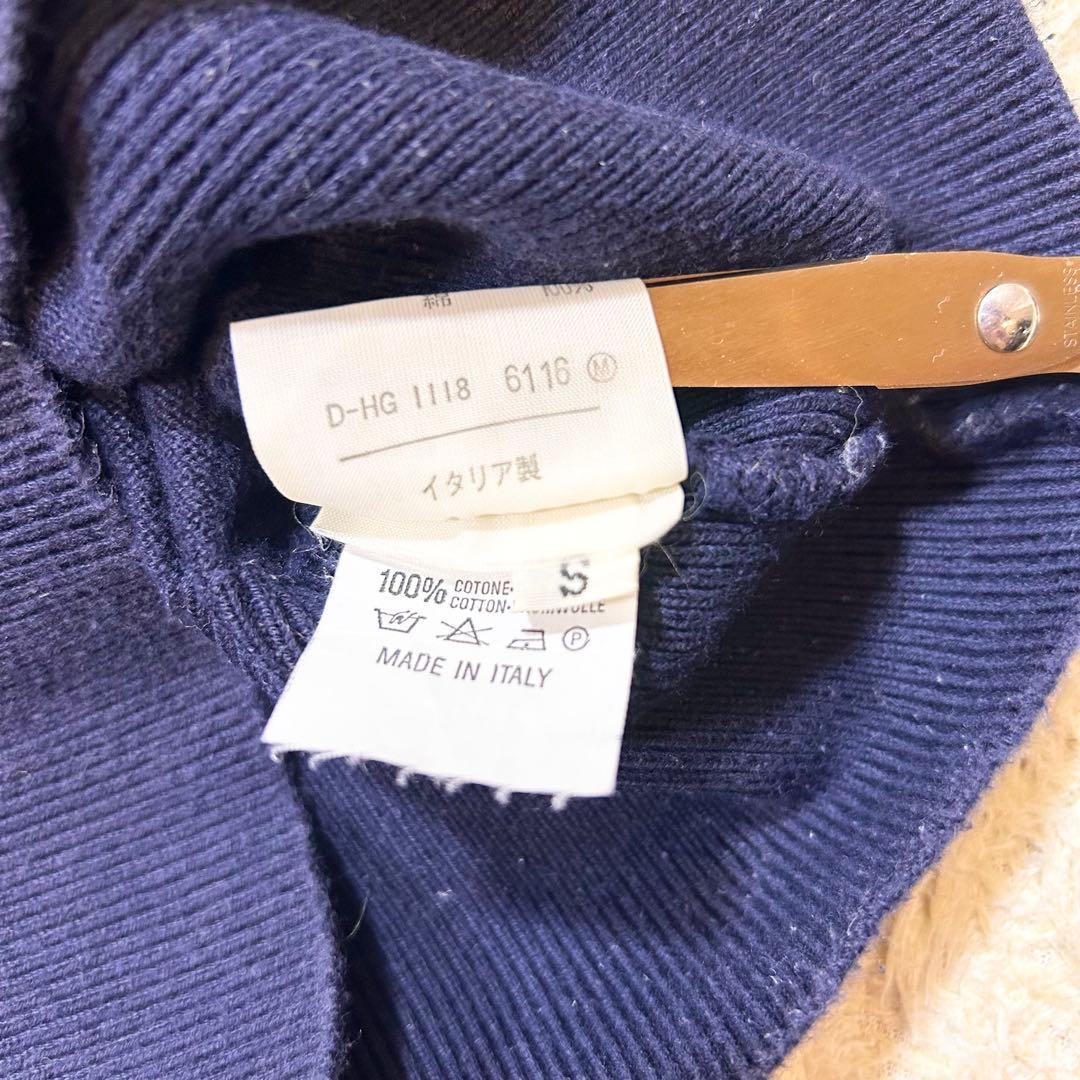 綿 100%
D-HG 1118 6116 Ⓜ
イタリア製
S
100% COTONE·
COTTON·
Ⓟ
MADE IN ITALY
STAINLESS